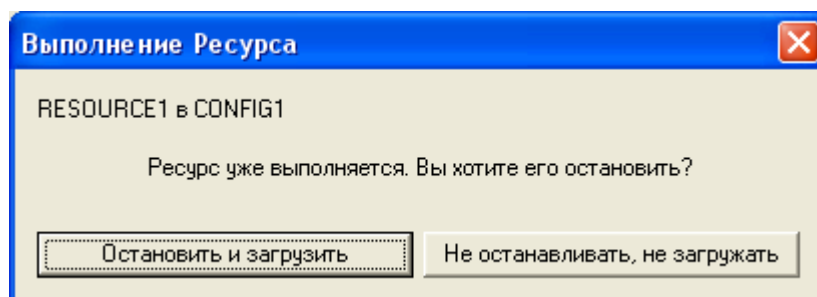 Выполнение Ресурса
RESOURCE1 в CONFIG1
Ресурс уже выполняется. Вы хотите его остановить?
Остановить и загрузить
Не останавливать, не загружать